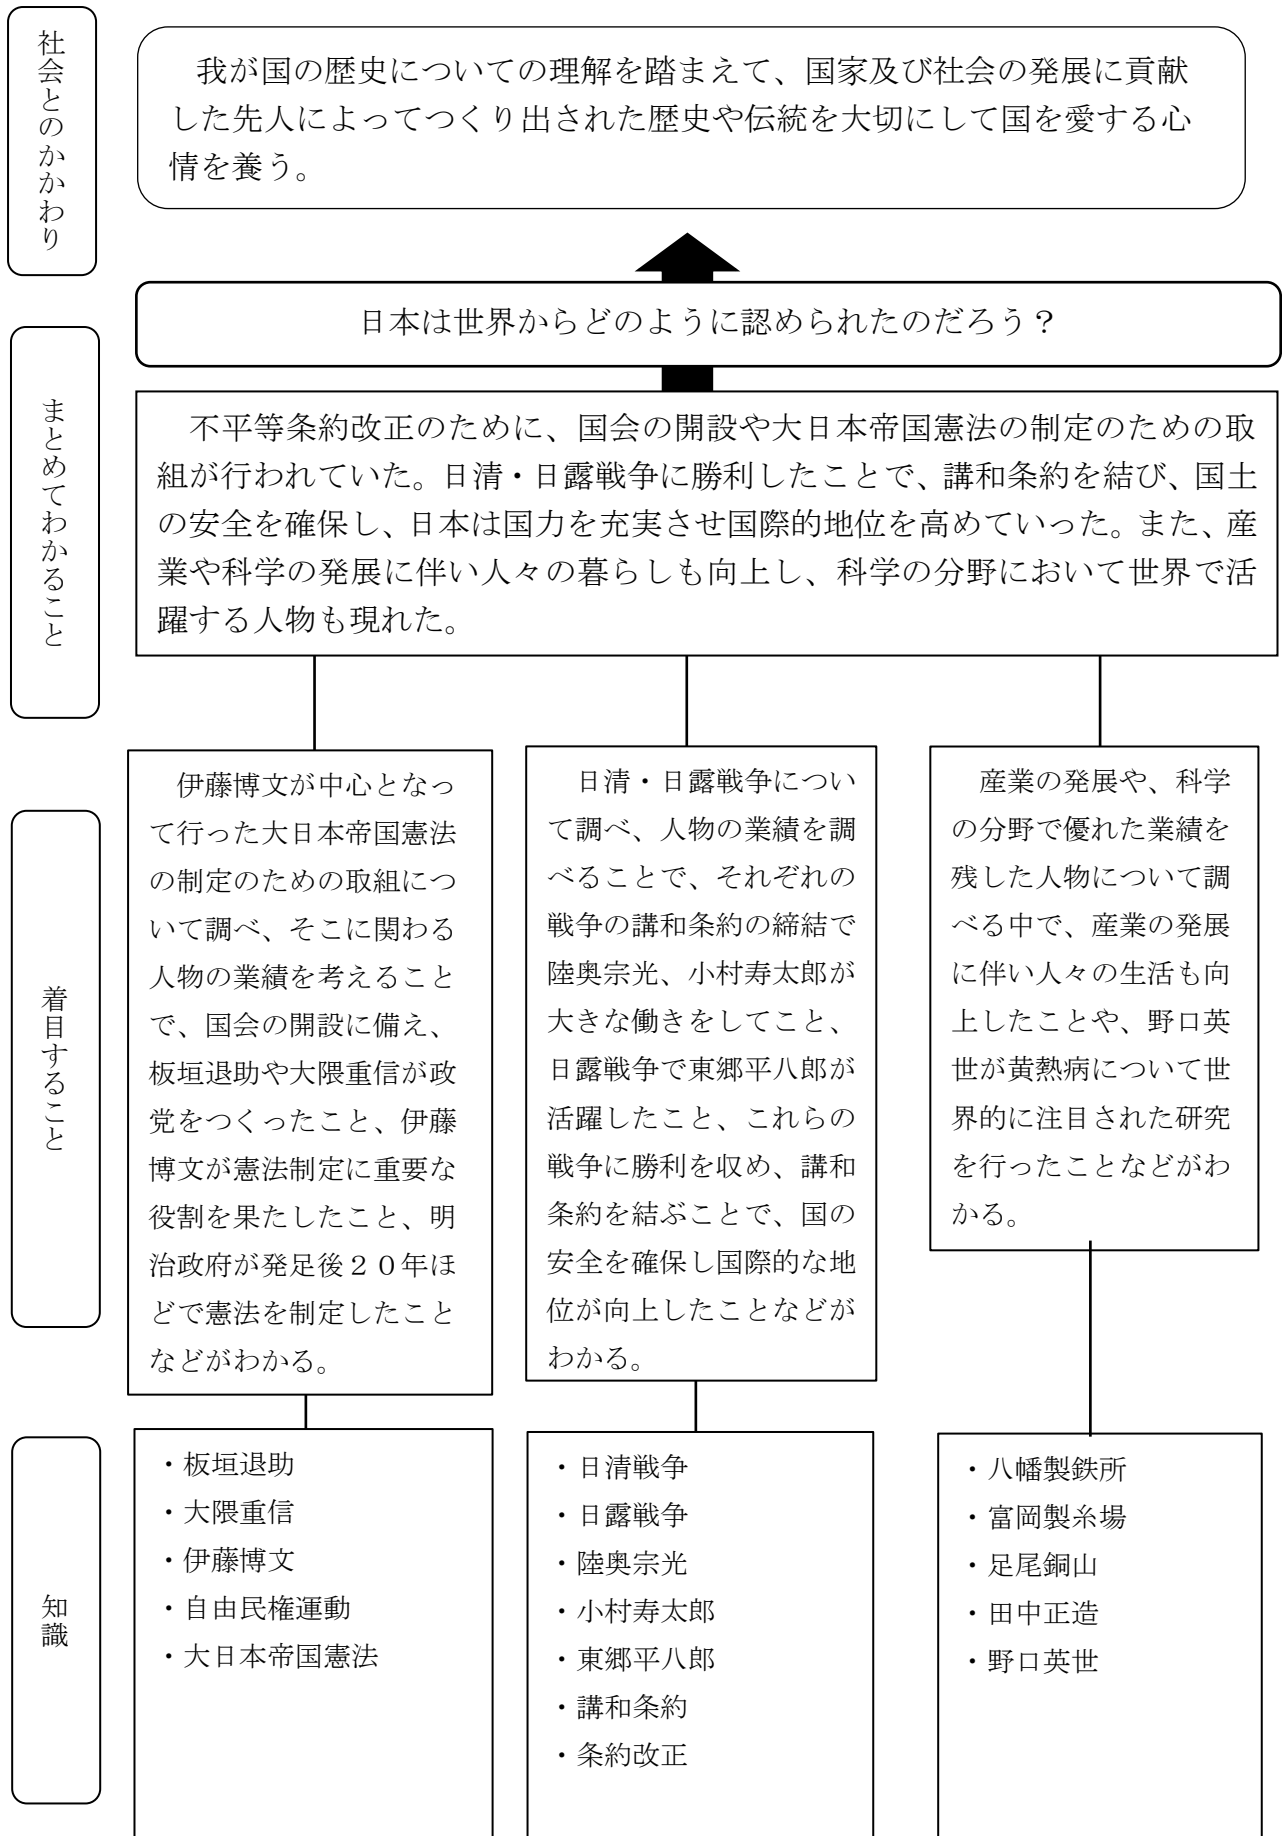 社会とのかかわり
我が国の歴史についての理解を踏まえて、国家及び社会の発展に貢献
した先人によってつくり出された歴史や伝統を大切にして国を愛する心
情を養う。
日本は世界からどのように認められたのだろう？
まとめてわかること
不平等条約改正のために、国会の開設や大日本帝国憲法の制定のための取
組が行われていた。日清・日露戦争に勝利したことで、講和条約を結び、国土
の安全を確保し、日本は国力を充実させ国際的地位を高めていった。また、産
業や科学の発展に伴い人々の暮らしも向上し、科学の分野において世界で活
躍する人物も現れた。
着目すること
伊藤博文が中心となっ
て行った大日本帝国憲法
の制定のための取組につ
いて調べ、そこに関わる
人物の業績を考えること
で、国会の開設に備え、
板垣退助や大隈重信が政
党をつくったこと、伊藤
博文が憲法制定に重要な
役割を果たしたこと、明
治政府が発足後２０年ほ
どで憲法を制定したこと
などがわかる。
日清・日露戦争につい
て調べ、人物の業績を調
べることで、それぞれの
戦争の講和条約の締結で
陸奥宗光、小村寿太郎が
大きな働きをしてこと、
日露戦争で東郷平八郎が
活躍したこと、これらの
戦争に勝利を収め、講和
条約を結ぶことで、国の
安全を確保し国際的な地
位が向上したことなどが
わかる。
産業の発展や、科学
の分野で優れた業績を
残した人物について調
べる中で、産業の発展
に伴い人々の生活も向
上したことや、野口英
世が黄熱病について世
界的に注目された研究
を行ったことなどがわ
かる。
知識
・板垣退助
・大隈重信
・伊藤博文
・自由民権運動
・大日本帝国憲法
・日清戦争
・日露戦争
・陸奥宗光
・小村寿太郎
・東郷平八郎
・講和条約
・条約改正
・八幡製鉄所
・富岡製糸場
・足尾銅山
・田中正造
・野口英世